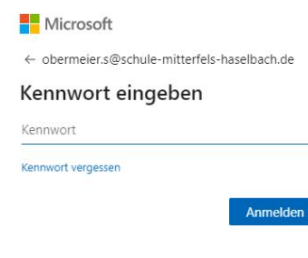 Microsoft
← obermeier.s@schule-mitterfels-haselbach.de
Kennwort eingeben
Kennwort
Kennwort vergessen
Anmelden